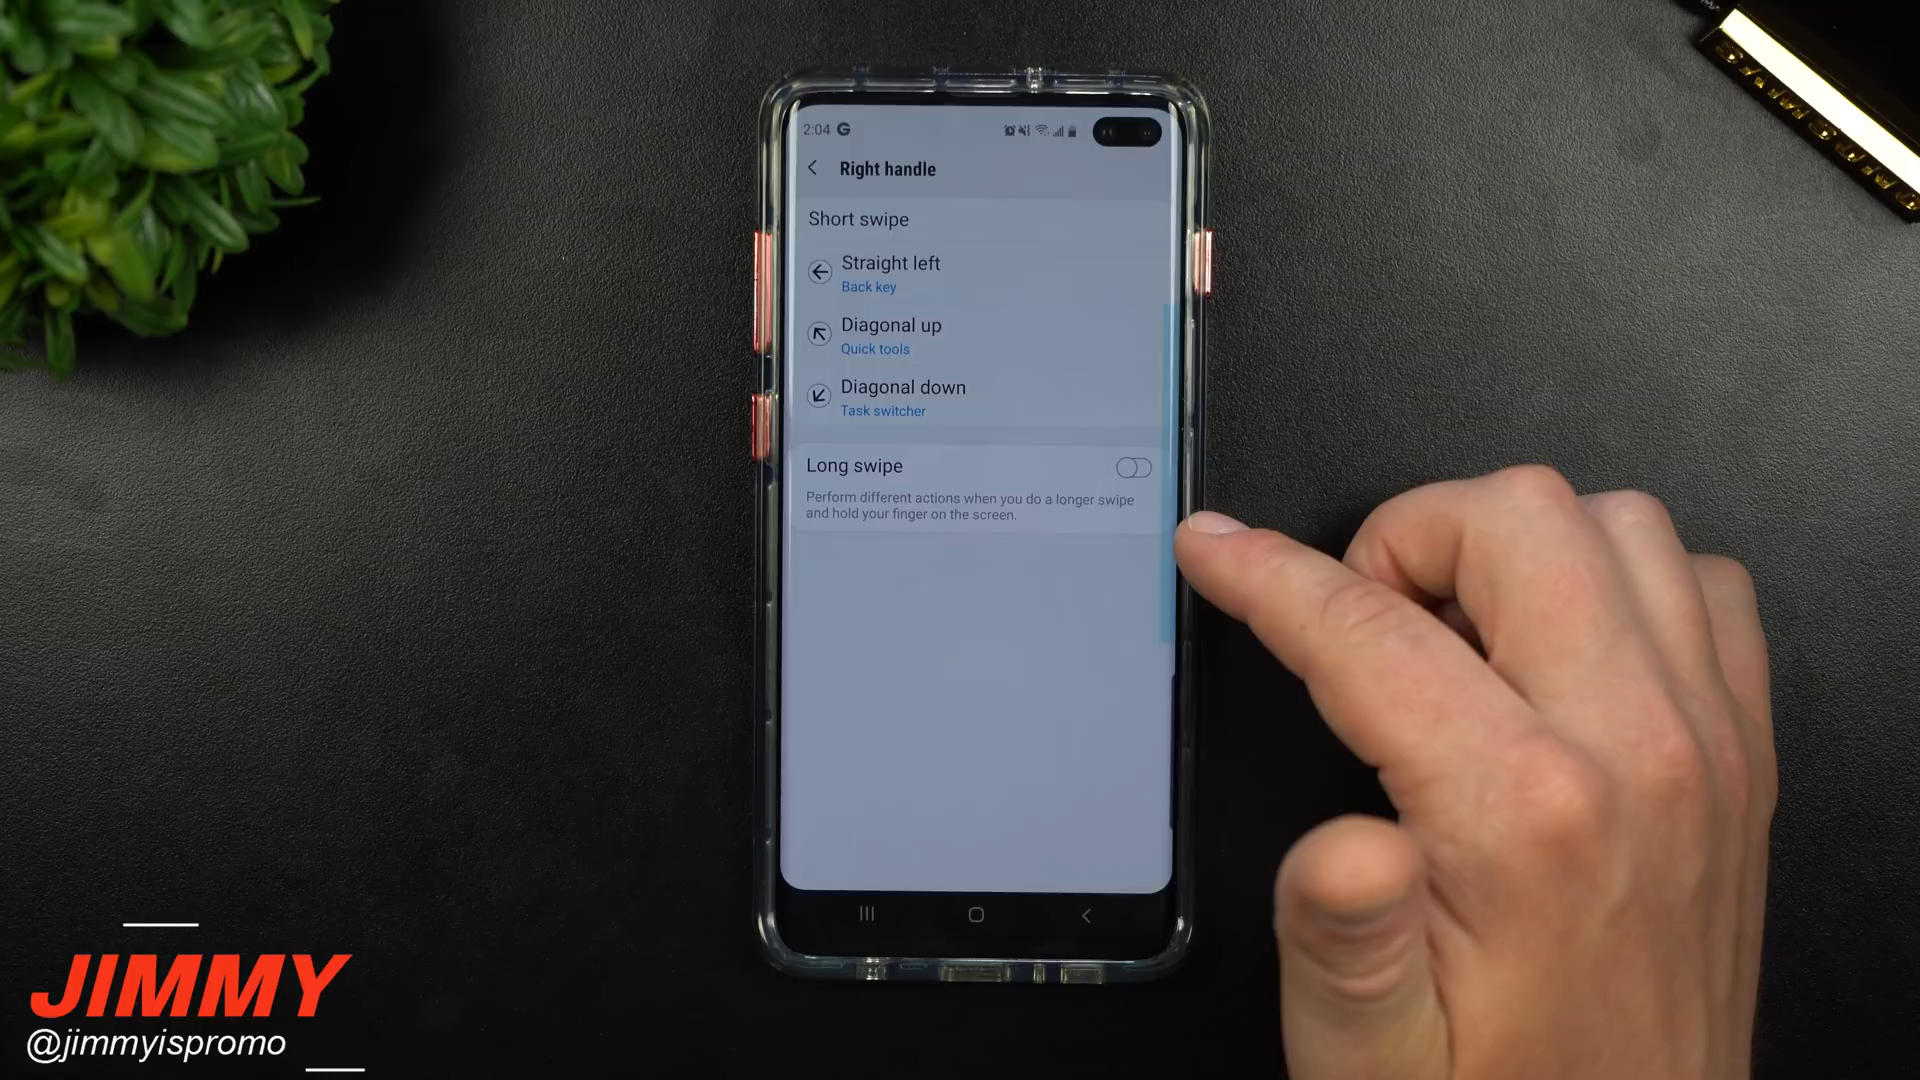 2:04
Right handle
Short swipe
Straight left
Back key
Diagonal up
Quick tools
Diagonal down
Task switcher
Long swipe
Perform different actions when you do a longer swipe
and hold your finger on the screen.
JIMMY
@jimmyispromo